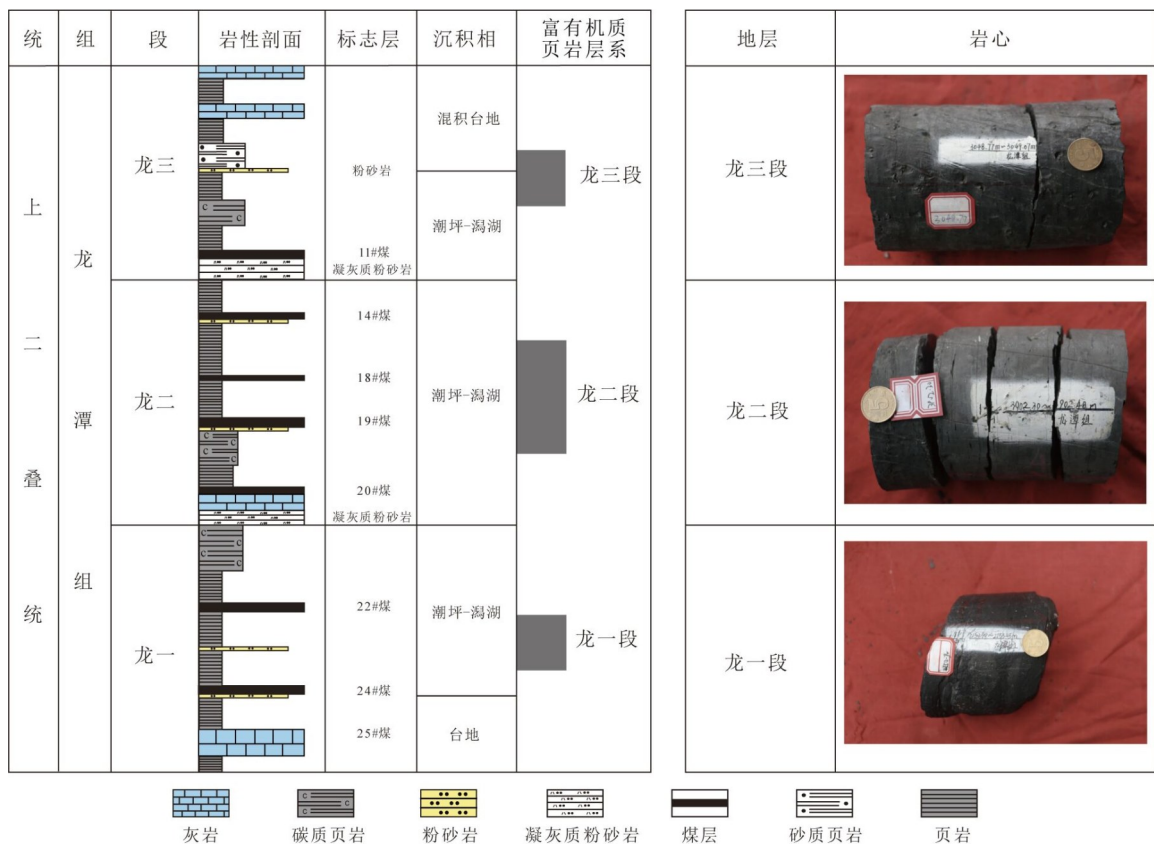 统
组
段
岩性剖面
标志层
沉积相
富有机质
页岩层系
上
二
叠
统
龙
潭
组
龙三
粉砂岩
11#煤
凝灰质粉砂岩
混积台地
潮坪-潟湖
龙三段
龙二
14#煤
18#煤
19#煤
20#煤
凝灰质粉砂岩
潮坪-潟湖
龙二段
龙一
22#煤
24#煤
25#煤
潮坪-潟湖
台地
龙一段
地层
岩心
龙三段
龙潭组
龙二段
龙潭组
龙一段
灰岩
碳质页岩
粉砂岩
凝灰质粉砂岩
煤层
砂质页岩
页岩